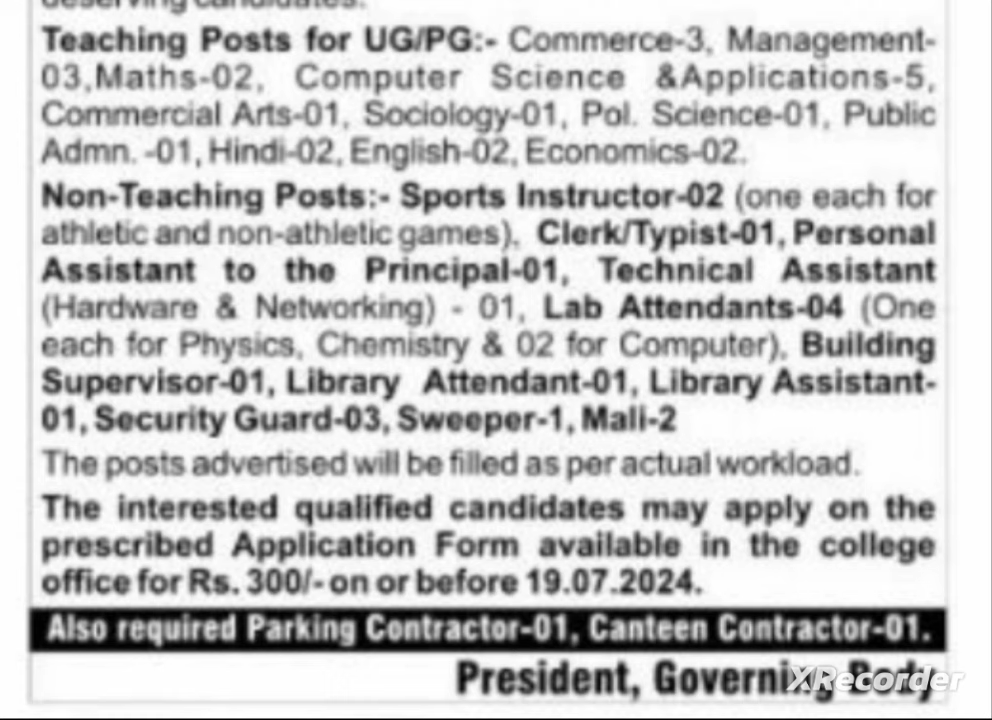 deserving candidates.
Teaching Posts for UG/PG:- Commerce-3, Management-
03,Maths-02, Computer Science &Applications-5,
Commercial Arts-01, Sociology-01, Pol. Science-01, Public
Admn. -01, Hindi-02, English-02, Economics-02.
Non-Teaching Posts:- Sports Instructor-02 (one each for
athletic and non-athletic games), Clerk/Typist-01, Personal
Assistant to the Principal-01, Technical Assistant
(Hardware & Networking) - 01, Lab Attendants-04 (One
each for Physics, Chemistry & 02 for Computer), Building
Supervisor-01, Library Attendant-01, Library Assistant-
01, Security Guard-03, Sweeper-1, Mali-2
The posts advertised will be filled as per actual workload.
The interested qualified candidates may apply on the
prescribed Application Form available in the college
office for Rs. 300/- on or before 19.07.2024.
Also required Parking Contractor-01, Canteen Contractor-01.
President, Governing Body
XRecorder